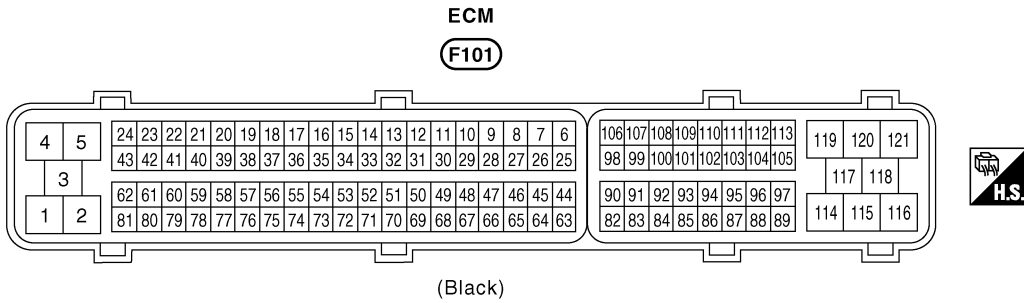 ECM
F101
4 5 24 23 22 21 20 19 18 17 16 15 14 13 12 11 10 9 8 7 6 106 107 108 109 110 111 112 113 119 120 121
43 42 41 40 39 38 37 36 35 34 33 32 31 30 29 28 27 26 25 98 99 100 101 102 103 104 105
3 117 118
62 61 60 59 58 57 56 55 54 53 52 51 50 49 48 47 46 45 44 90 91 92 93 94 95 96 97
1 2 81 80 79 78 77 76 75 74 73 72 71 70 69 68 67 66 65 64 63 82 83 84 85 86 87 88 89 114 115 116
H.S.
(Black)